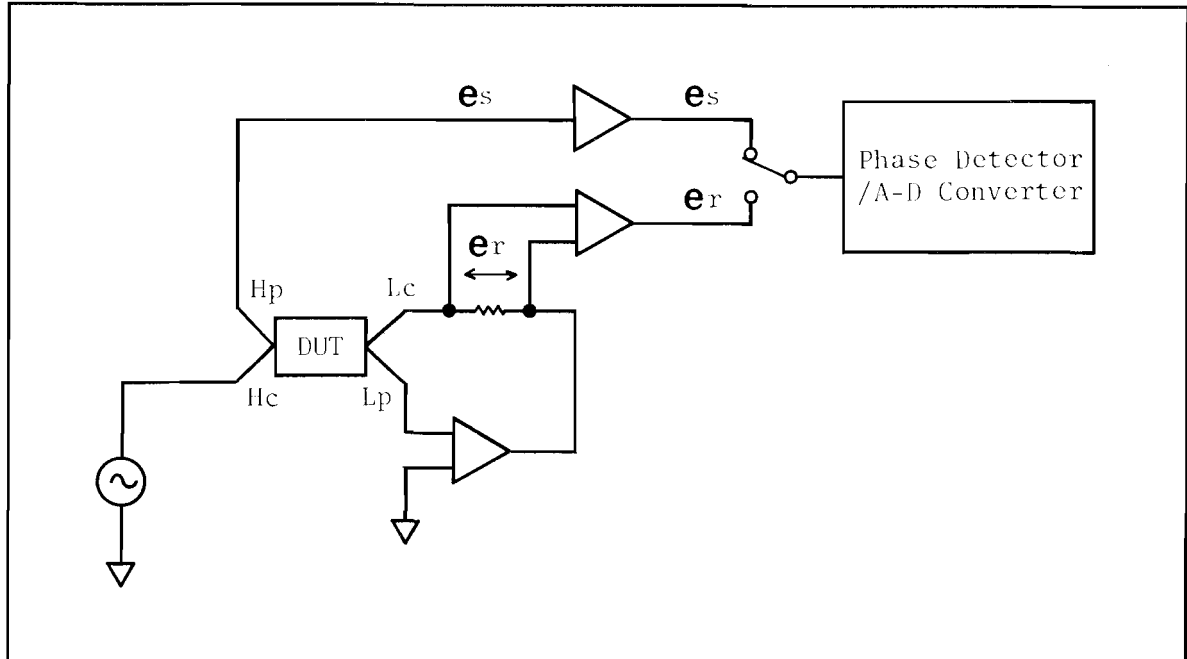 es
es
Phase Detector
/A-D Converter
er
er
Hp
Lc
DUT
Hc
Lp